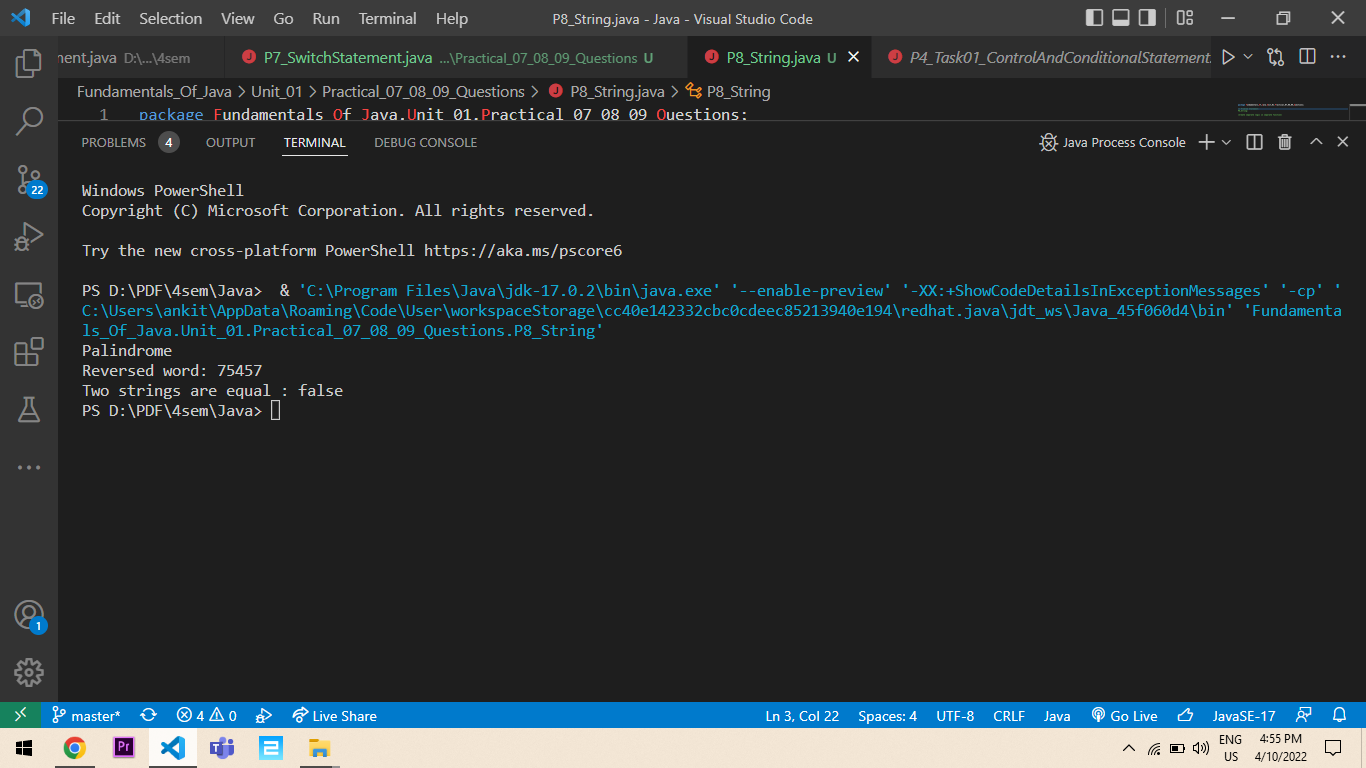 File Edit Selection View Go Run Terminal Help P8_String.java - Java - Visual Studio Code
ment.java D:\...\4sem P7_SwitchStatement.java ...\Practical_07_08_09_Questions U P8_String.java U P4_Task01_ControlAndConditionalStatement.
Fundamentals_Of_Java > Unit_01 > Practical_07_08_09_Questions > P8_String.java > P8_String
1 package Fundamentals_Of_Java.Unit_01.Practical_07_08_09_Questions;
PROBLEMS 4 OUTPUT TERMINAL DEBUG CONSOLE Java Process Console
Windows PowerShell
Copyright (C) Microsoft Corporation. All rights reserved.
Try the new cross-platform PowerShell https://aka.ms/pscore6
PS D:\PDF\4sem\Java>  & 'C:\Program Files\Java\jdk-17.0.2\bin\java.exe' '--enable-preview' '-XX:+ShowCodeDetailsInExceptionMessages' '-cp' '
C:\Users\ankit\AppData\Roaming\Code\User\workspaceStorage\cc40e142332cbc0cdeec85213940e194\redhat.java\jdt_ws\Java_45f060d4\bin' 'Fundamenta
ls_Of_Java.Unit_01.Practical_07_08_09_Questions.P8_String'
Palindrome
Reversed word: 75457
Two strings are equal : false
PS D:\PDF\4sem\Java>
22
1
master* 4 0 Live Share Ln 3, Col 22 Spaces: 4 UTF-8 CRLF Java Go Live JavaSE-17
Pr ENG 4:55 PM
US 4/10/2022